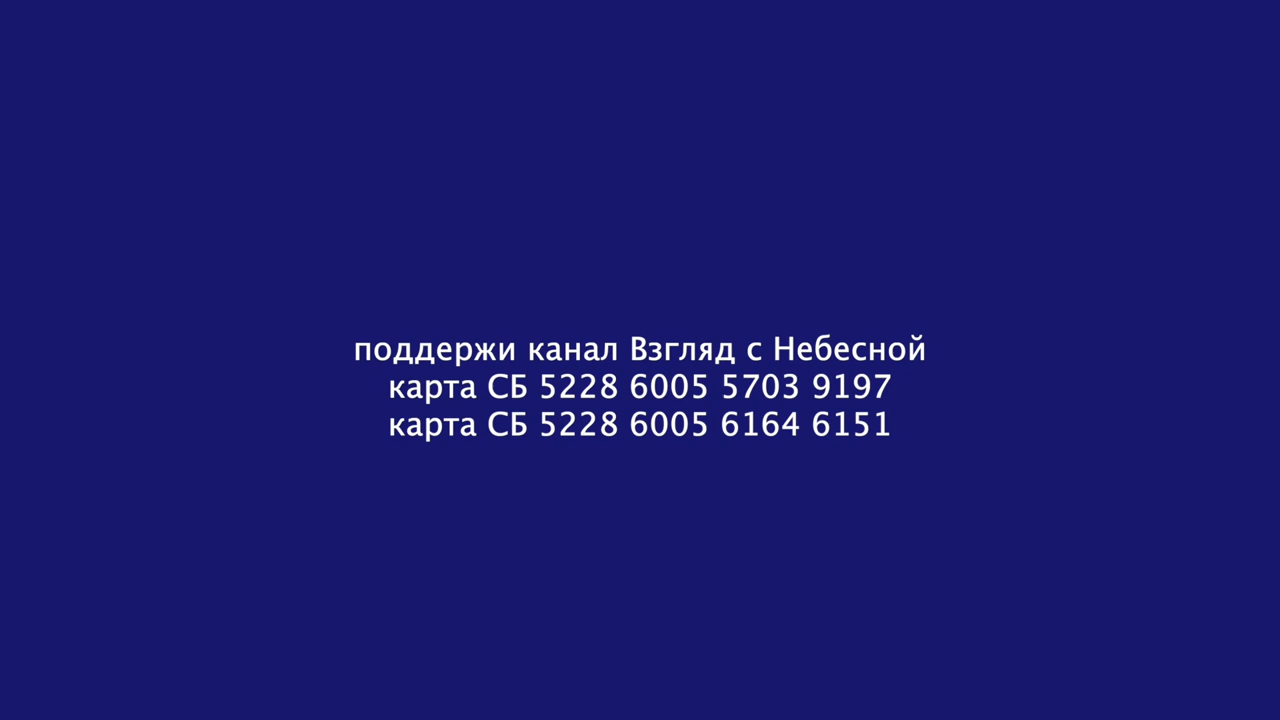 поддержи канал Взгляд с Небесной
карта СБ 5228 6005 5703 9197
карта СБ 5228 6005 6164 6151